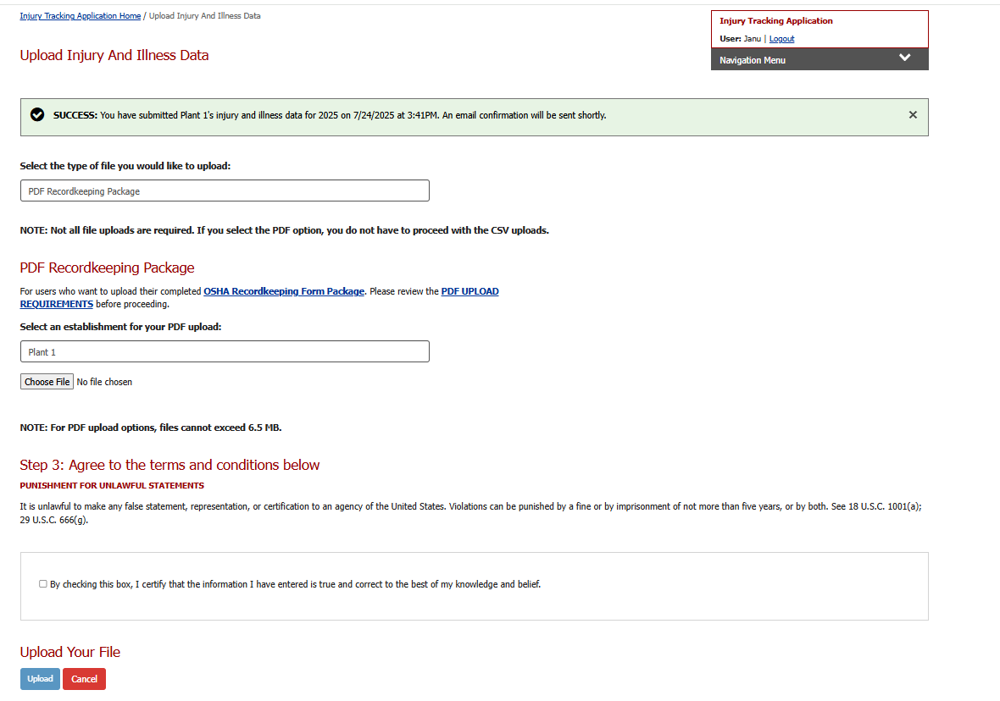 Injury Tracking Application Home / Upload Injury And Illness Data
Injury Tracking Application
User: Janu | Logout
Navigation Menu
Upload Injury And Illness Data
SUCCESS: You have submitted Plant 1's injury and illness data for 2025 on 7/24/2025 at 3:41PM. An email confirmation will be sent shortly.
Select the type of file you would like to upload:
PDF Recordkeeping Package
NOTE: Not all file uploads are required. If you select the PDF option, you do not have to proceed with the CSV uploads.
PDF Recordkeeping Package
For users who want to upload their completed OSHA Recordkeeping Form Package. Please review the PDF UPLOAD
REQUIREMENTS before proceeding.
Select an establishment for your PDF upload:
Plant 1
Choose File No file chosen
NOTE: For PDF upload options, files cannot exceed 6.5 MB.
Step 3: Agree to the terms and conditions below
PUNISHMENT FOR UNLAWFUL STATEMENTS
It is unlawful to make any false statement, representation, or certification to an agency of the United States. Violations can be punished by a fine or by imprisonment of not more than five years, or by both. See 18 U.S.C. 1001(a);
29 U.S.C. 666(g).
By checking this box, I certify that the information I have entered is true and correct to the best of my knowledge and belief.
Upload Your File
Upload Cancel